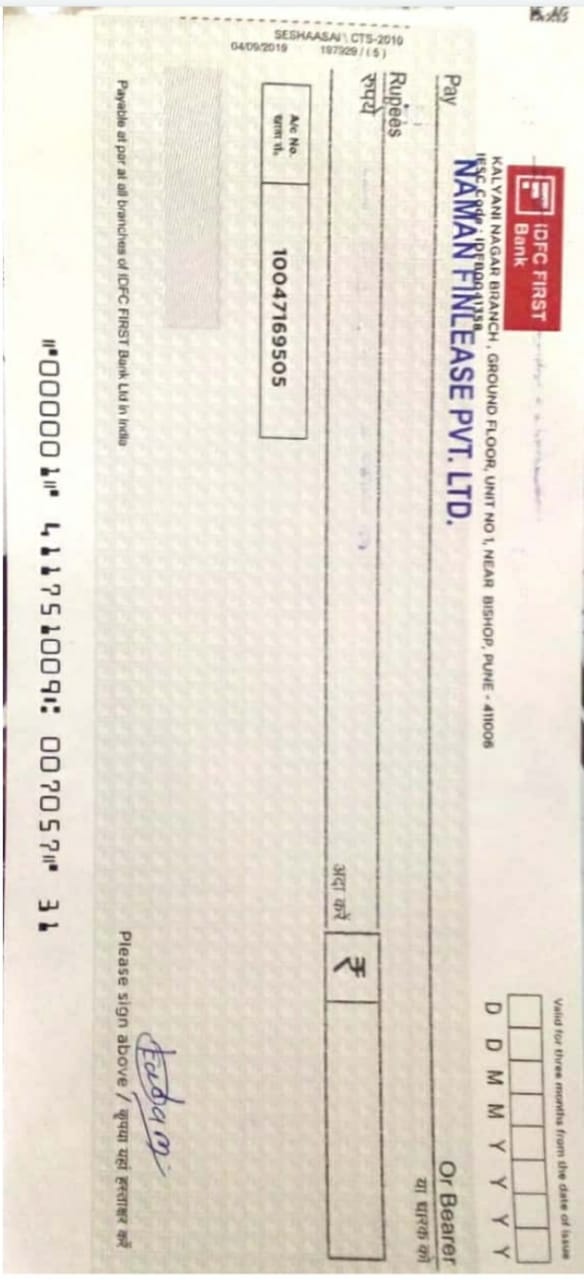 IDFC FIRST
Bank
Valid for three months from the date of issue
KALYANI NAGAR BRANCH , GROUND FLOOR, UNIT NO 1, NEAR BISHOP, PUNE - 411006
IFSC Code : IDFB0041358
D D M M Y Y Y Y
Pay NAMAN FINLEASE PVT. LTD. Or Bearer
या धारक को
Rupees
रुपये अदा करें ₹
A/c No.
खाता सं. 10047169505
SESHAASAI \ CTS-2010
04/09/2019 197929 / ( 5 )
Kadam
Payable at par at all branches of IDFC FIRST Bank Ltd in India
Please sign above / कृपया यहां हस्ताक्षर करें
⑈000001⑈ 411751009⑆ 007057⑈ 31